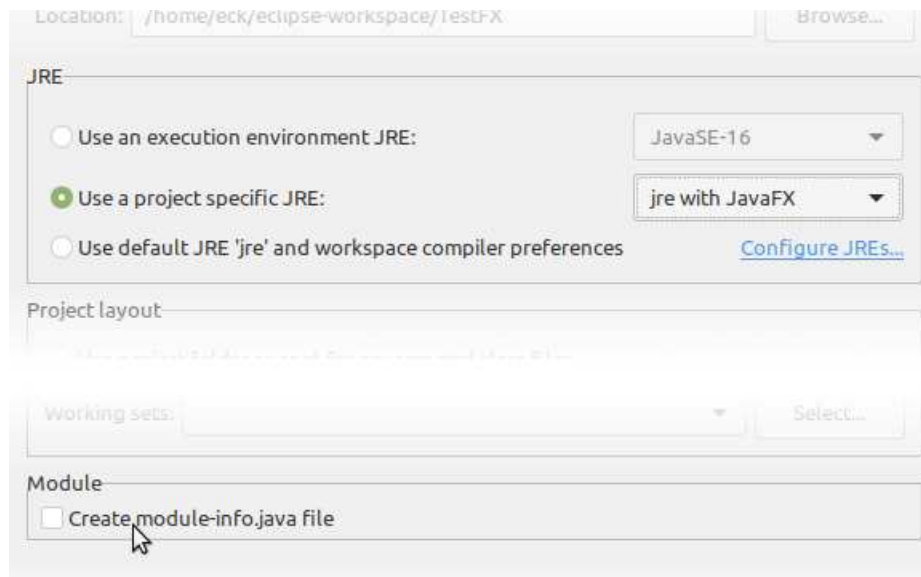 Location: /home/eck/eclipse-workspace/TestFX Browse...
JRE
Use an execution environment JRE: JavaSE-16
Use a project specific JRE: jre with JavaFX
Use default JRE 'jre' and workspace compiler preferences Configure JREs...
Project layout
Working sets: Select...
Module
Create module-info.java file